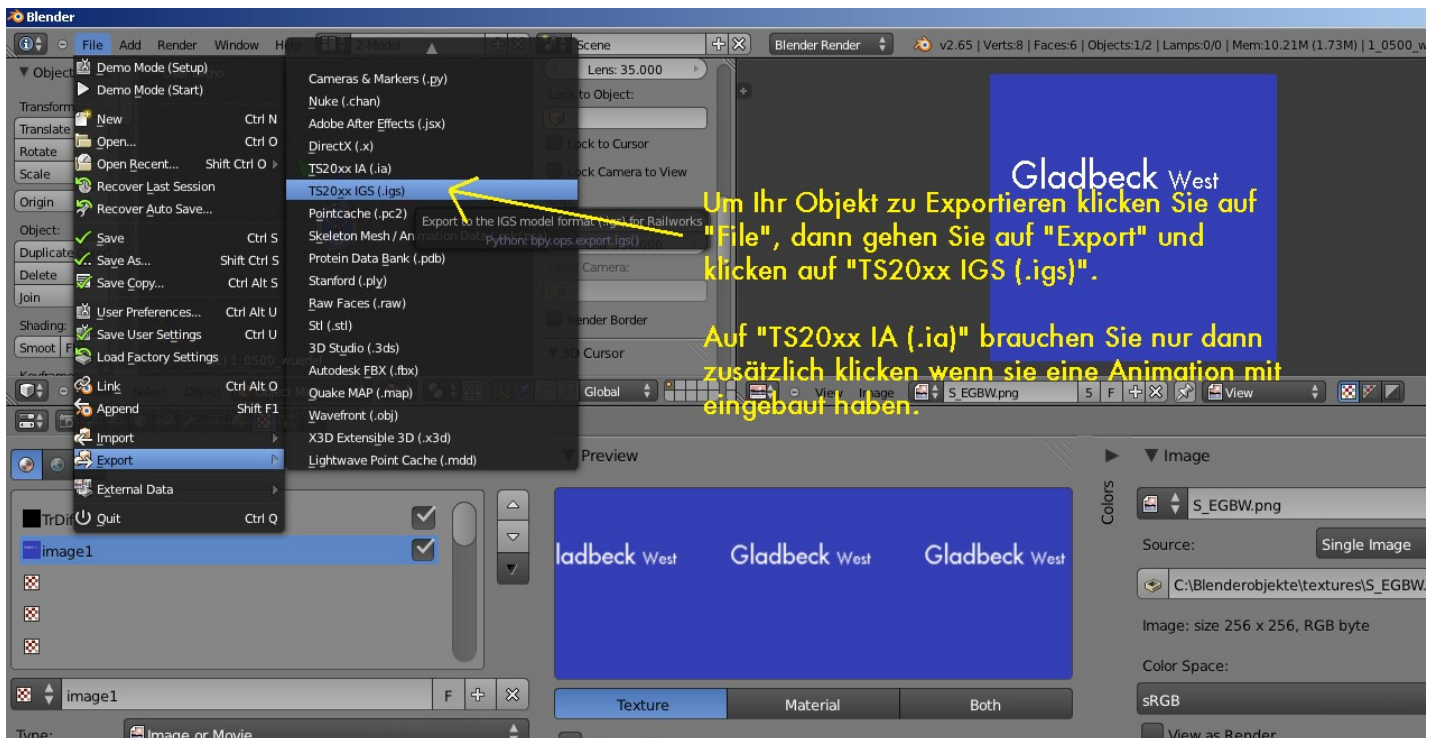 Blender
File Add Render Window Help 2-Model Scene Blender Render v2.65 | Verts:8 | Faces:6 | Objects:1/2 | Lamps:0/0 | Mem:10.21M (1.73M) | 1_0500_w
Object
Transform
Translate
Rotate
Scale
Origin
Object:
Duplicate
Delete
Join
Shading:
Smoot F
Demo Mode (Setup)
Demo Mode (Start)
New Ctrl N
Open... Ctrl O
Open Recent... Shift Ctrl O
Recover Last Session
Recover Auto Save...
Save Ctrl S
Save As... Shift Ctrl S
Save Copy... Ctrl Alt S
User Preferences... Ctrl Alt U
Save User Settings Ctrl U
Load Factory Settings
Link Ctrl Alt O
Append Shift F1
Import
Export
External Data
Quit Ctrl Q
Cameras & Markers (.py)
Nuke (.chan)
Adobe After Effects (.jsx)
DirectX (.x)
TS20xx IA (.ia)
TS20xx IGS (.igs)
Pointcache (.pc2)
Skeleton Mesh / An
Protein Data Bank (.pdb)
Stanford (.ply)
Raw Faces (.raw)
Stl (.stl)
3D Studio (.3ds)
Autodesk FBX (.fbx)
Quake MAP (.map)
Wavefront (.obj)
X3D Extensible 3D (.x3d)
Lightwave Point Cache (.mdd)
Export to the IGS model format (.igs) for Railworks
Python: bpy.ops.export.igs()
Lens: 35.000
Lock to Object:
Lock to Cursor
Lock Camera to View
Local Camera:
Render Border
3D Cursor
Gladbeck West
Um Ihr Objekt zu Exportieren klicken Sie auf
"File", dann gehen Sie auf "Export" und
klicken auf "TS20xx IGS (.igs)".
Auf "TS20xx IA (.ia)" brauchen Sie nur dann
zusätzlich klicken wenn sie eine Animation mit
eingebaut haben.
Global View Image S_EGBW.png 5 F View
TrDif
image1
image1 F
Type: Image or Movie
Preview
ladbeck West Gladbeck West Gladbeck West
Texture Material Both
Colors
Image
S_EGBW.png
Source: Single Image
C:\Blenderobjekte\textures\S_EGBW.
Image: size 256 x 256, RGB byte
Color Space:
sRGB
View as Render